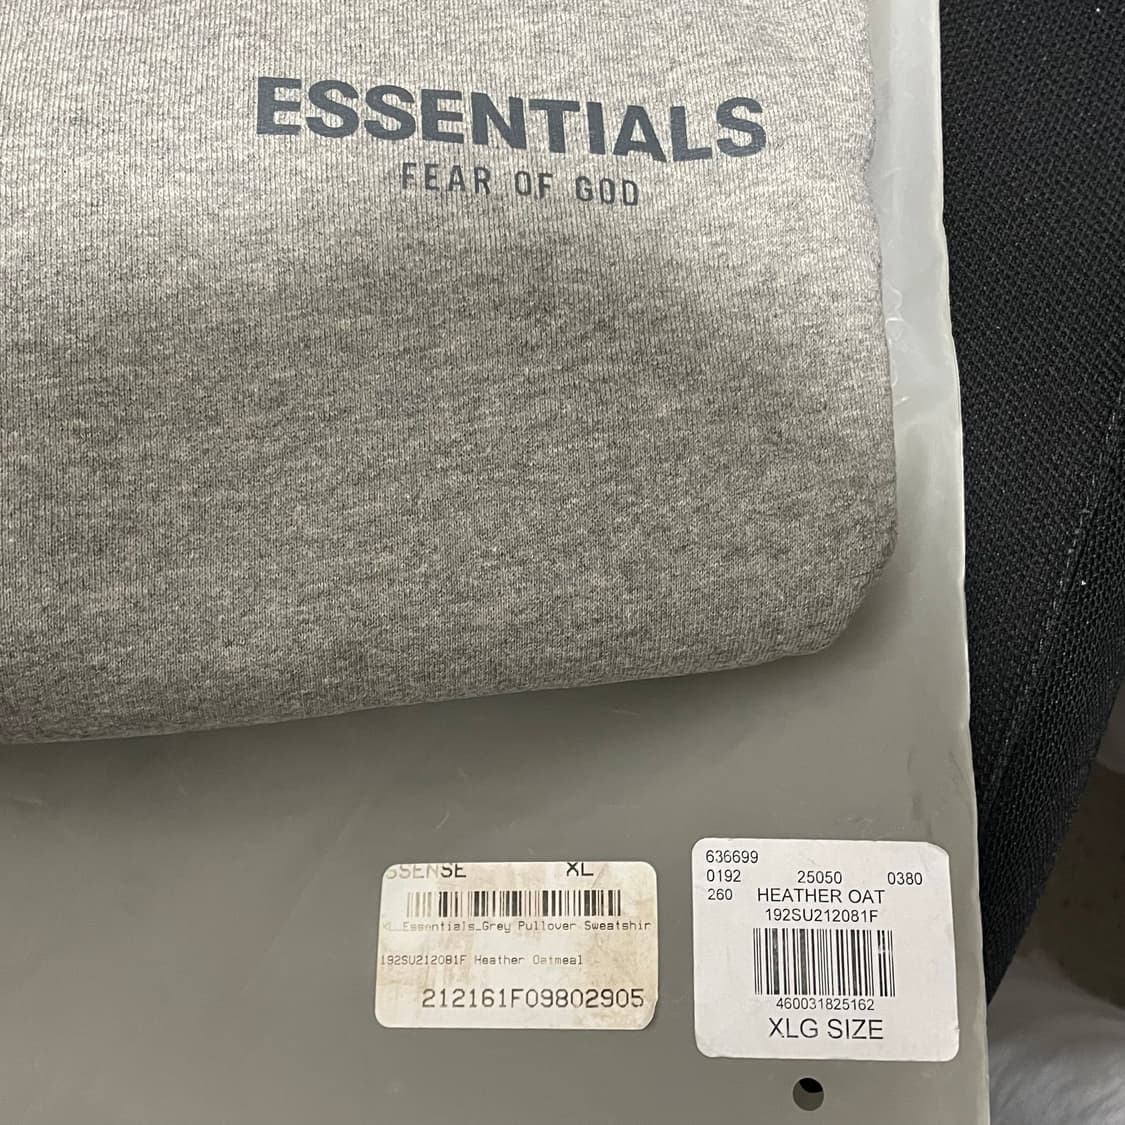 ESSENTIALS
FEAR OF GOD
SSENSE XL
XL_Essentials_Grey Pullover Sweatshir
192SU212081F Heather Oatmeal
212161F09802905
636699
0192 25050 0380
260 HEATHER OAT
192SU212081F
460031825162
XLG SIZE